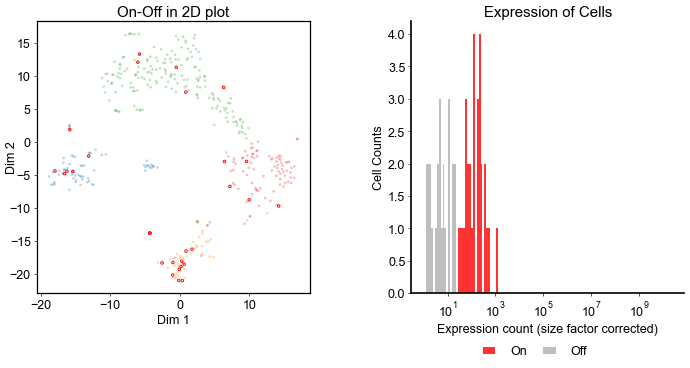 On-Off in 2D plot
Dim 2
15
10
5
0
−5
−10
−15
−20
−20 −10 0 10
Dim 1
Expression of Cells
Cell Counts
4.0
3.5
3.0
2.5
2.0
1.5
1.0
0.5
0.0
10^1 10^3 10^5 10^7 10^9
Expression count (size factor corrected)
On Off